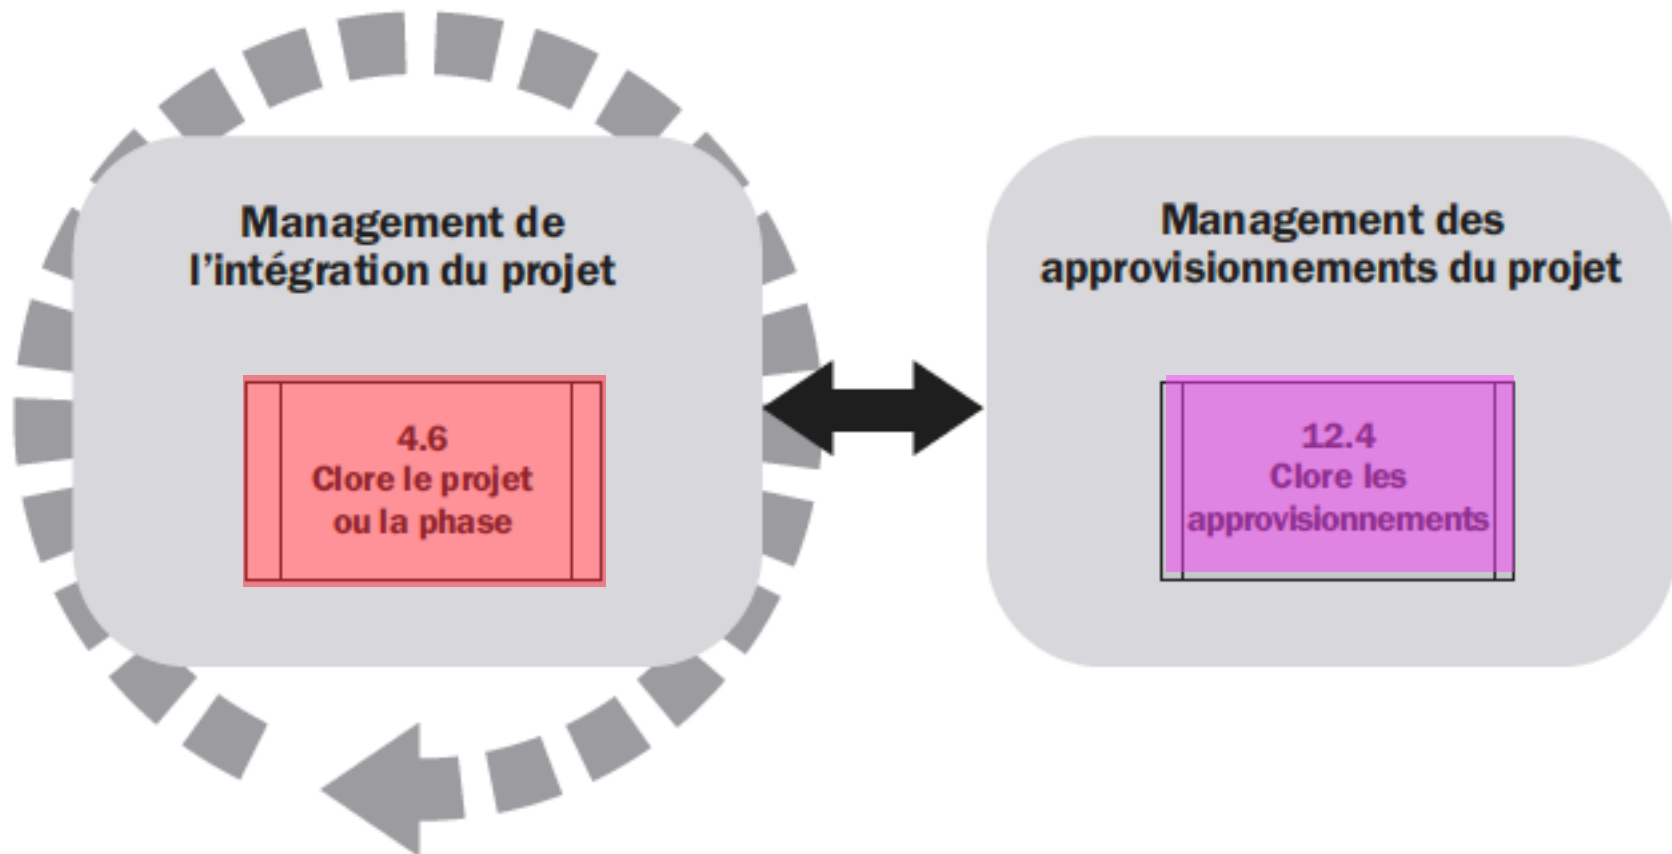 Management de
l'intégration du projet
4.6
Clore le projet
ou la phase
Management des
approvisionnements du projet
12.4
Clore les
approvisionnements